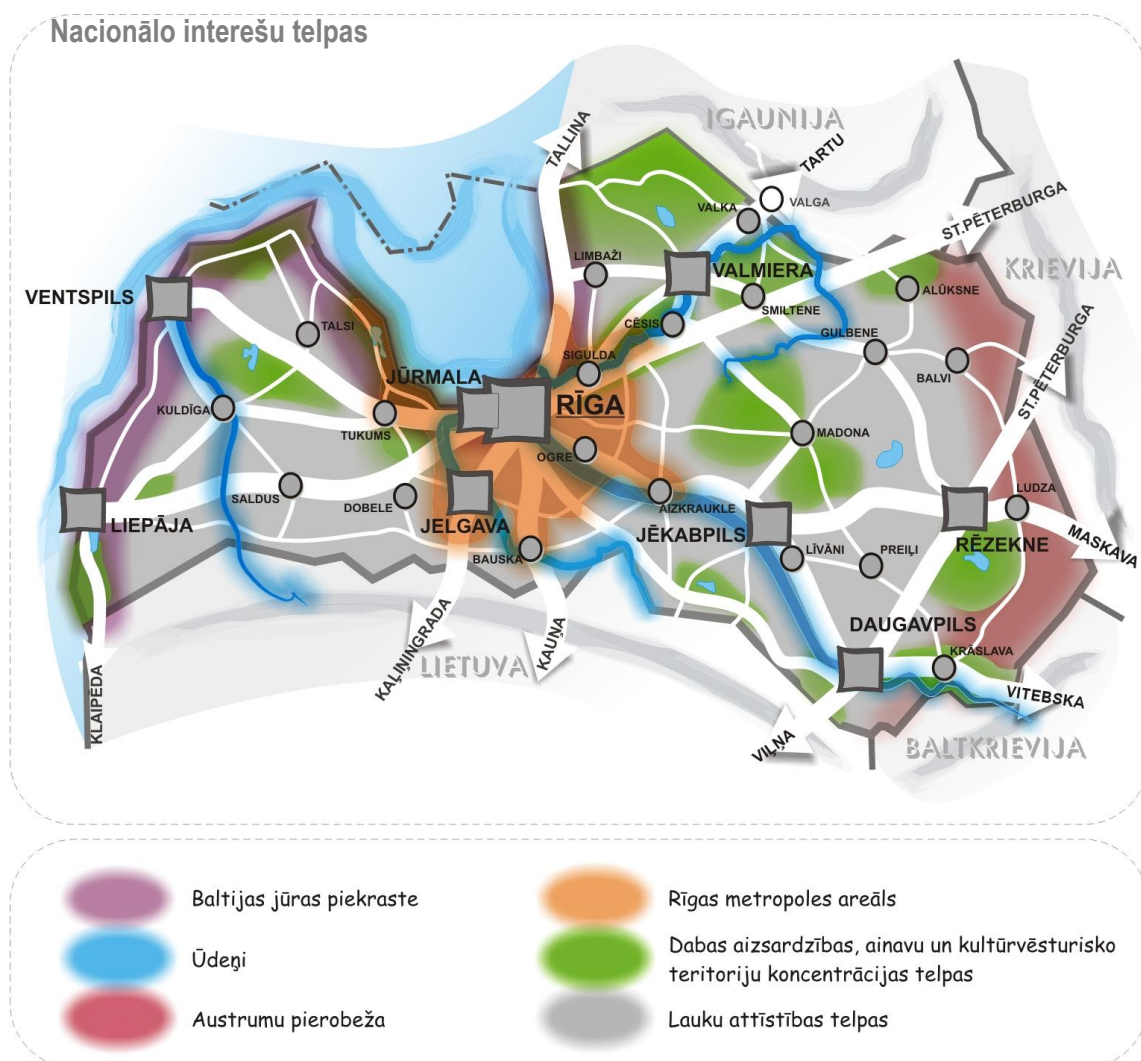 Nacionālo interešu telpas
IGAUNIJA
TALLINA
TARTU
VALKA
VALGA
ST.PĒTERBURGA
KRIEVIJA
LIMBAŽI
VALMIERA
VENTSPILS
ALŪKSNE
SMILTENE
CĒSIS
TALSI
GULBENE
SIGULDA
BALVI
JŪRMALA
ST.PĒTERBURGA
RĪGA
KULDĪGA
TUKUMS
MADONA
OGRE
SALDUS
DOBELE
AIZKRAUKLE
LUDZA
LIEPĀJA
JELGAVA
JĒKABPILS
RĒZEKNE
MASKAVA
BAUSKA
LĪVĀNI
PREIĻI
DAUGAVPILS
KAĻIŅINGRADA
LIETUVA
KAUŅA
KRĀSLAVA
KLAIPĒDA
VITEBSKA
VIĻŅA
BALTKRIEVIJA
Baltijas jūras piekraste
Ūdeņi
Austrumu pierobeža
Rīgas metropoles areāls
Dabas aizsardzības, ainavu un kultūrvēsturisko
teritoriju koncentrācijas telpas
Lauku attīstības telpas